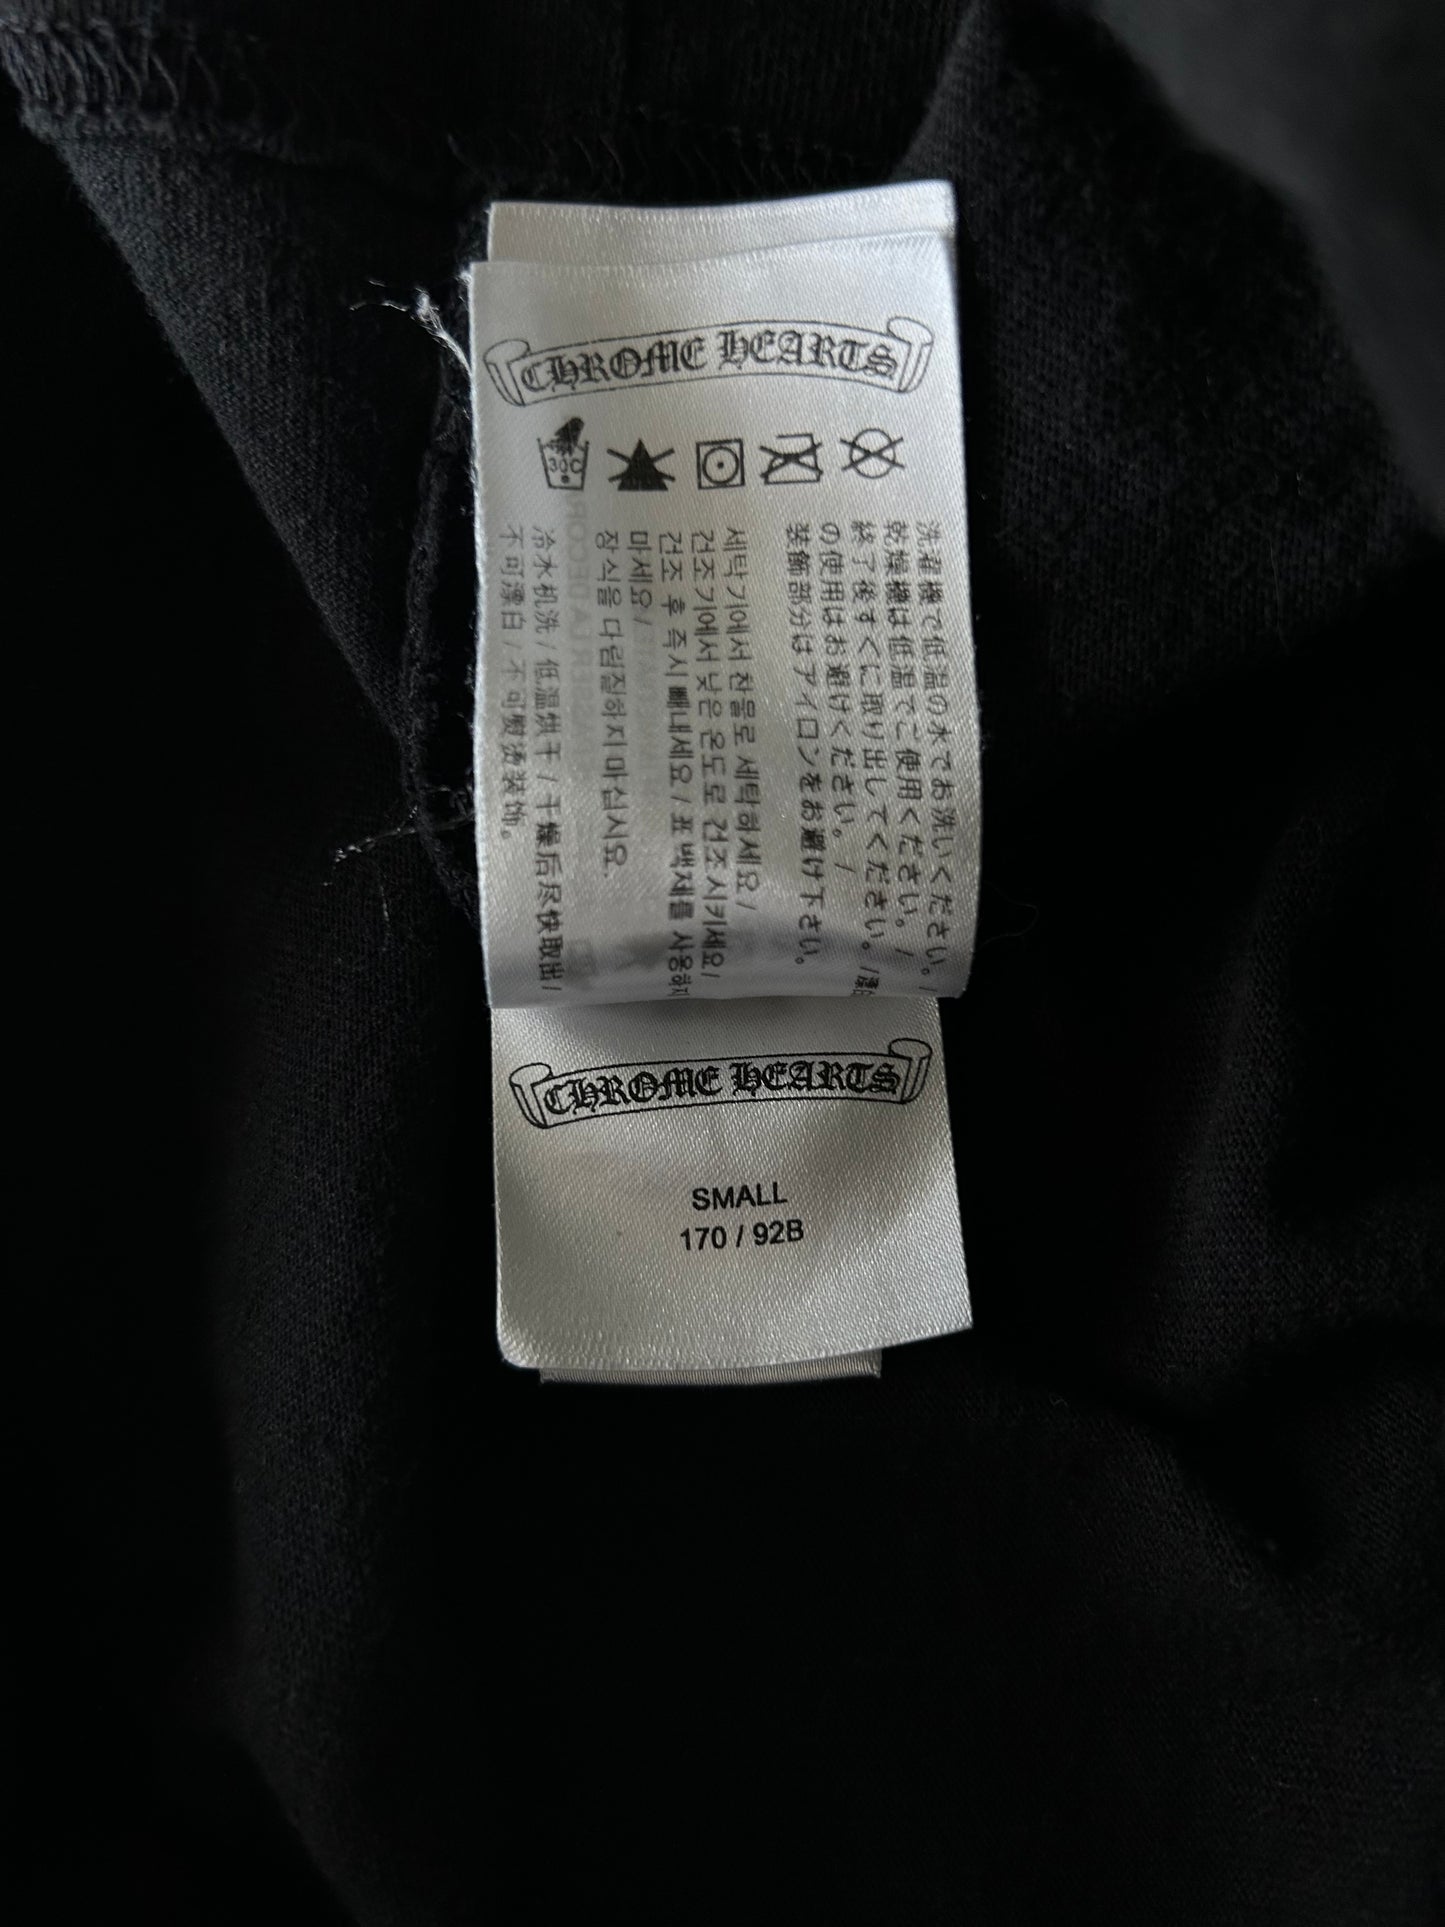 CHROME HEARTS
30C
洗濯機で低温の水でお洗いください。/
乾燥機は低温でご使用ください。/
終了後すぐに取り出してください。/漂白
の使用はお避けください。/
装飾部分はアイロンをお避け下さい。
세탁기에서 찬물로 세탁하세요/
건조기에서 낮은 온도로 건조시키세요/
건조 후 즉시 빼내세요/표백제를 사용하지
마세요/
장식을 다림질하지마십시요.
冷水机洗/低温烘干/干燥后尽快取出/
不可漂白/不可熨烫装饰。
CHROME HEARTS
SMALL
170 / 92B